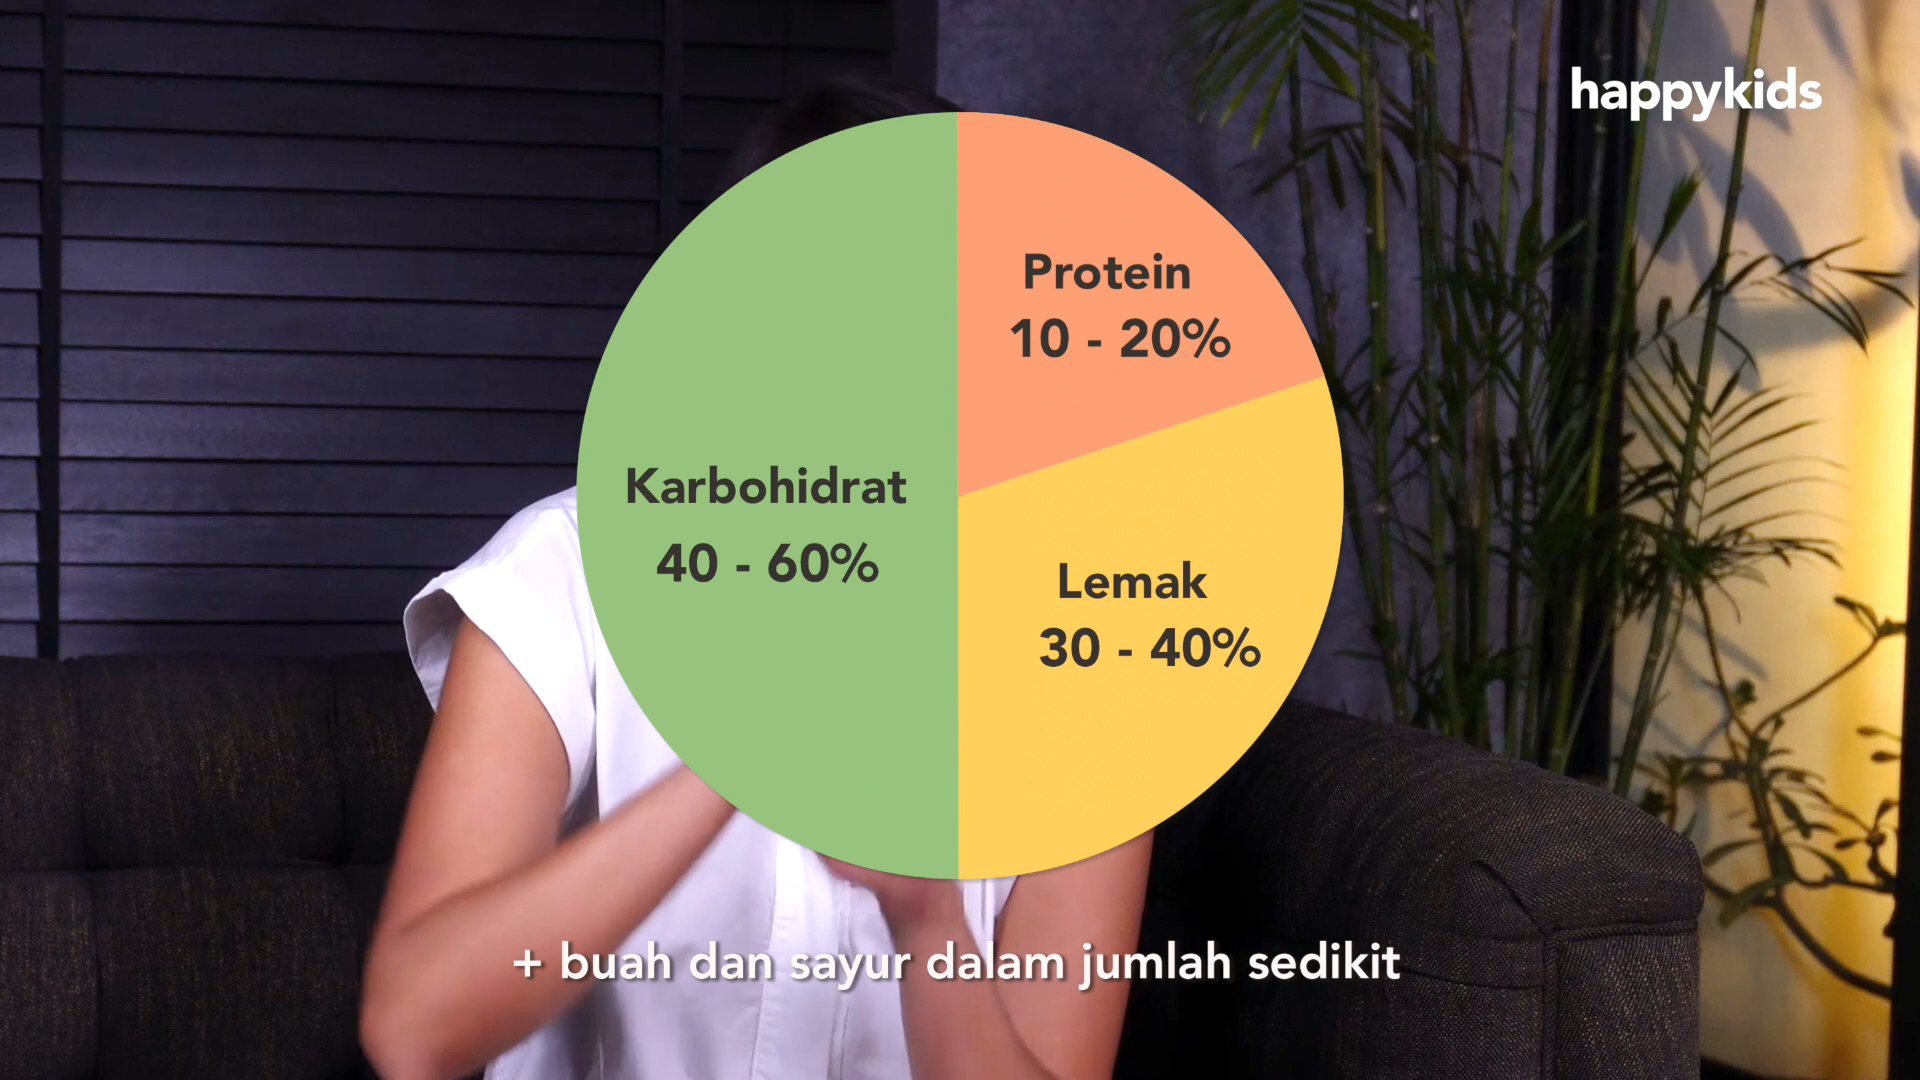 happykids
Protein
10 - 20%
Karbohidrat
40 - 60%
Lemak
30 - 40%
+ buah dan sayur dalam jumlah sedikit